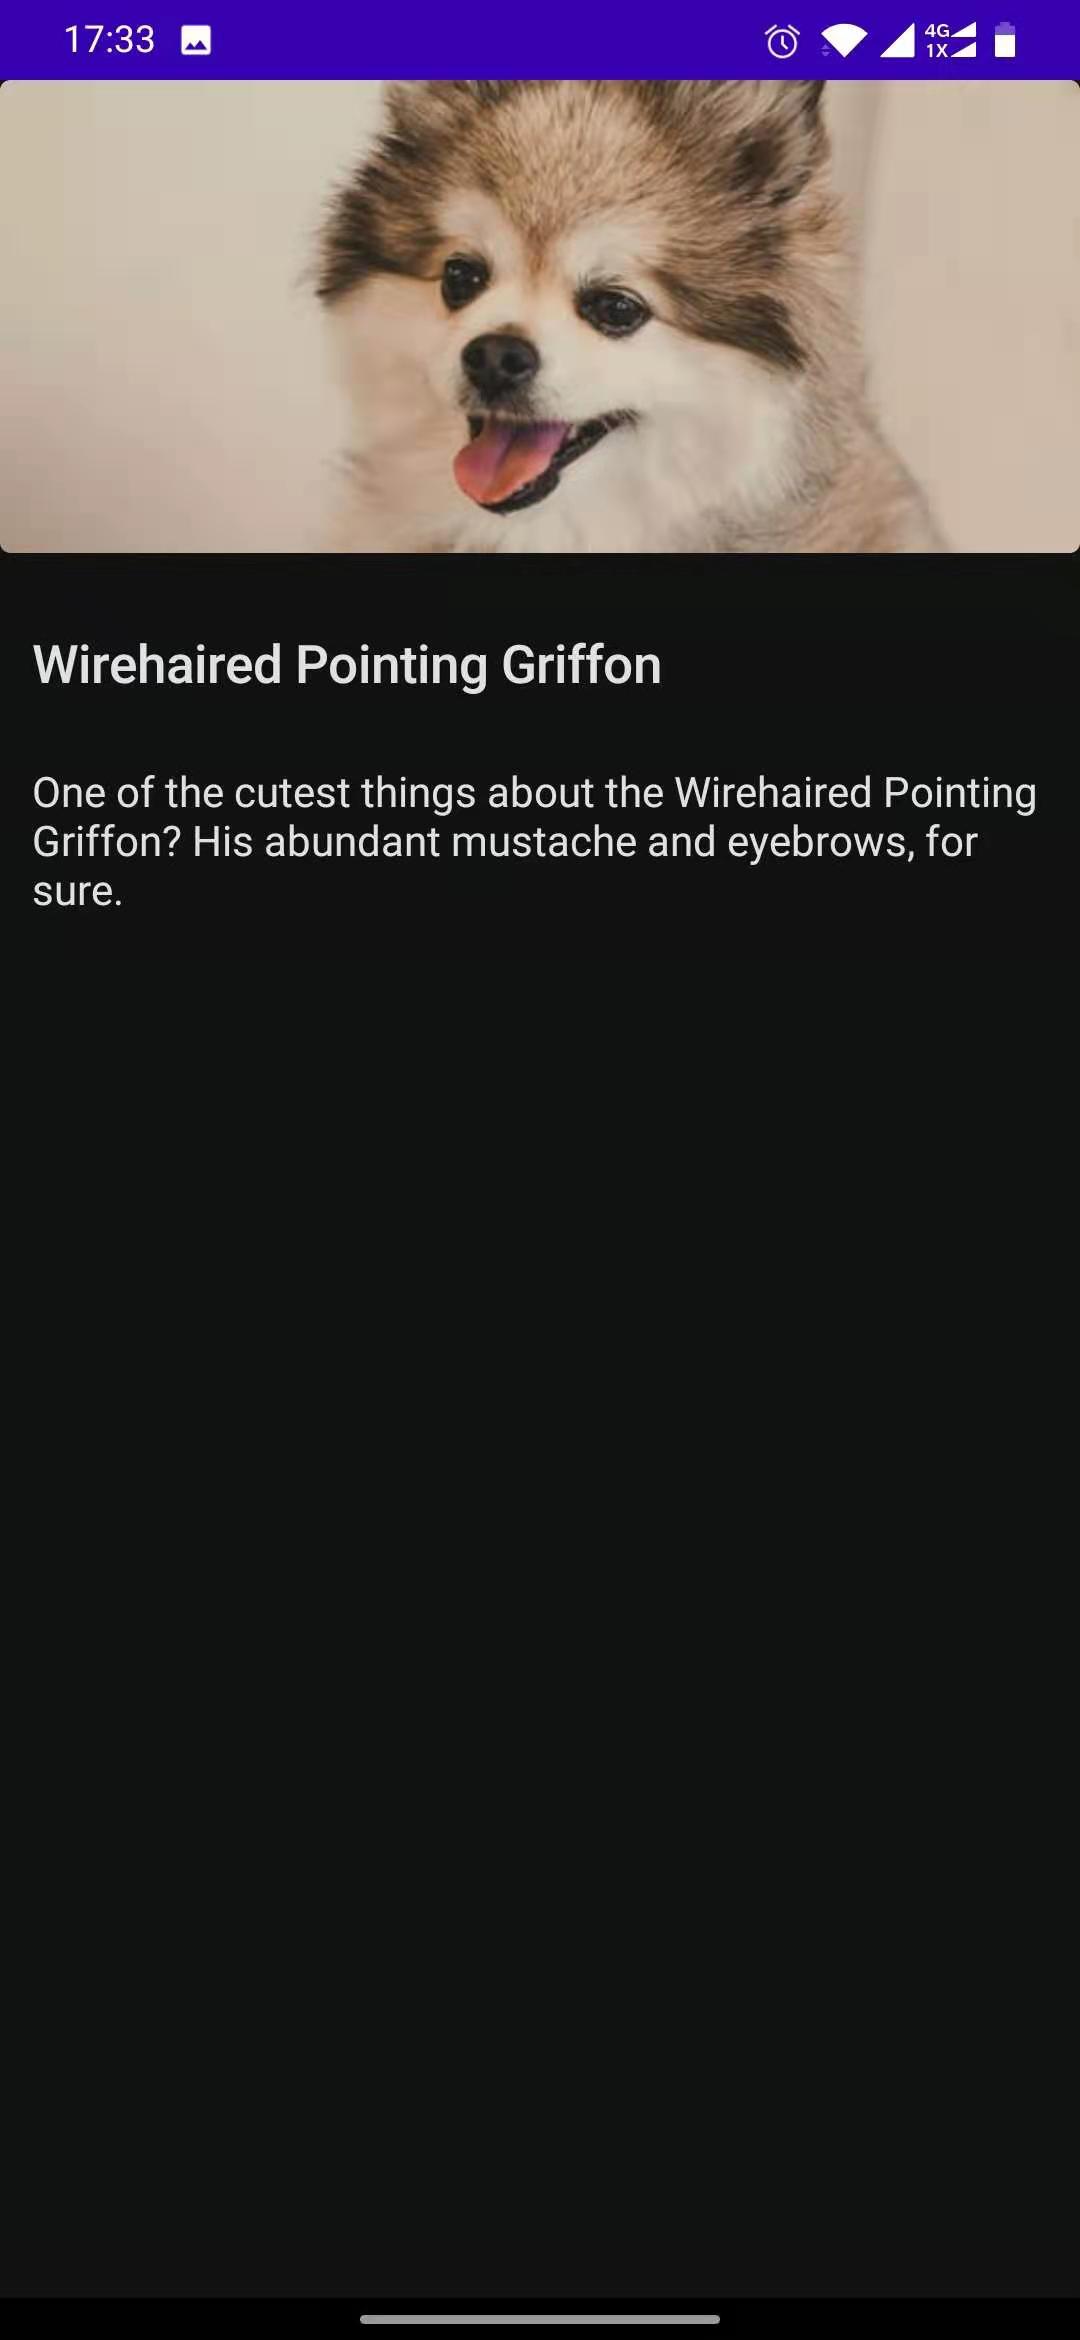 17:33
4G
1X
Wirehaired Pointing Griffon
One of the cutest things about the Wirehaired Pointing
Griffon? His abundant mustache and eyebrows, for
sure.